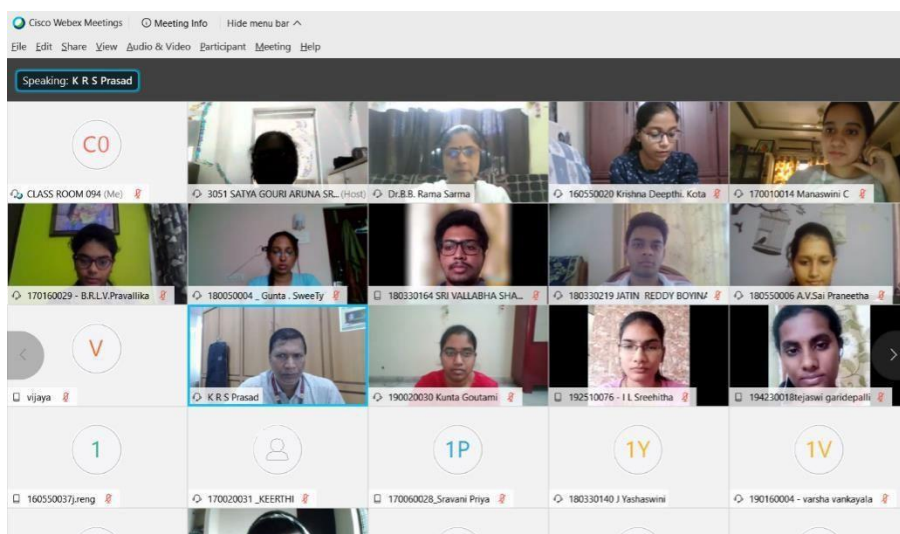 Cisco Webex Meetings Meeting Info Hide menu bar
File Edit Share View Audio & Video Participant Meeting Help
Speaking: K R S Prasad
C0
CLASS ROOM 094 (Me) 3051 SATYA GOURI ARUNA SR... (Host) Dr.B.B. Rama Sarma 160550020 Krishna Deepthi. Kota 170010014 Manaswini C
170160029 - B.R.L.V.Pravallika 180050004 _ Gunta . SweeTy 180330164 SRI VALLABHA SHA... 180330219 JATIN REDDY BOYINA 180550006 A.V.Sai Praneetha
V
vijaya K R S Prasad 190020030 Kunta Goutami 192510076 - I L Sreehitha 194230018tejaswi garidepalli
1 1P 1Y 1V
160550037j.reng 170020031 _KEERTHI 170060028_Sravani Priya 180330140 J Yashaswini 190160004 - varsha vankayala